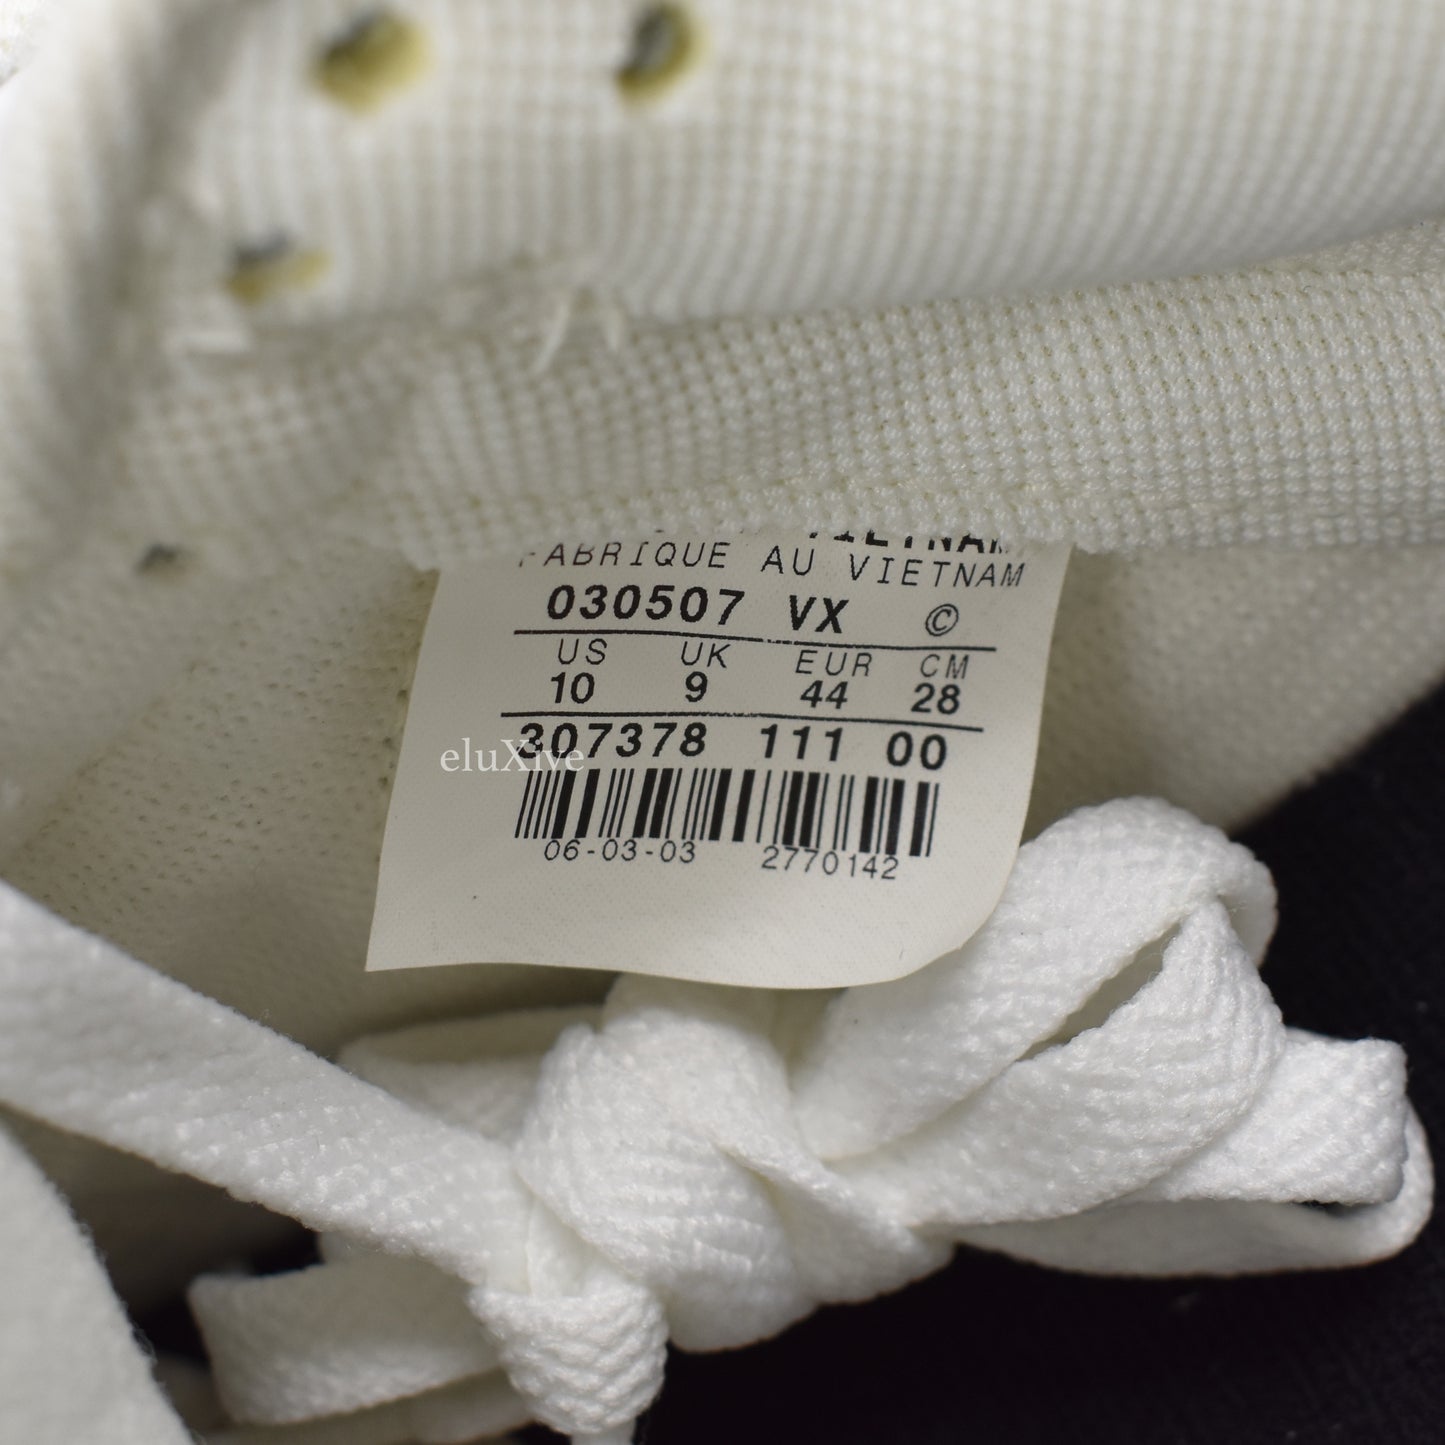 VIETNAM
FABRIQUE AU VIETNAM
030507 VX ©
US UK EUR CM
10 9 44 28
307378 111 00
eluXive
06-03-03 2770142